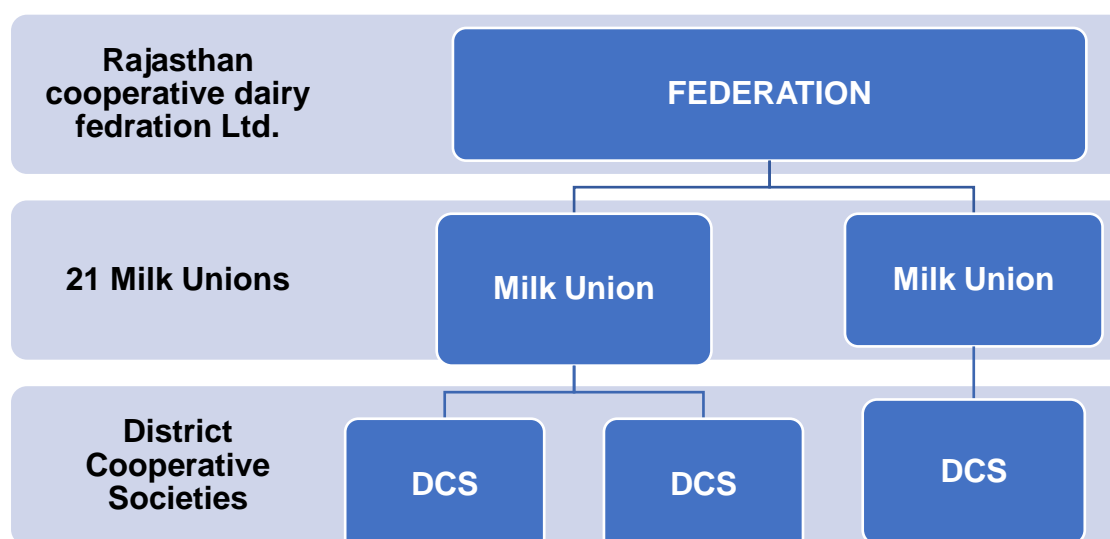 Rajasthan
cooperative dairy
fedration Ltd.
FEDERATION
21 Milk Unions
Milk Union
Milk Union
District
Cooperative
Societies
DCS
DCS
DCS